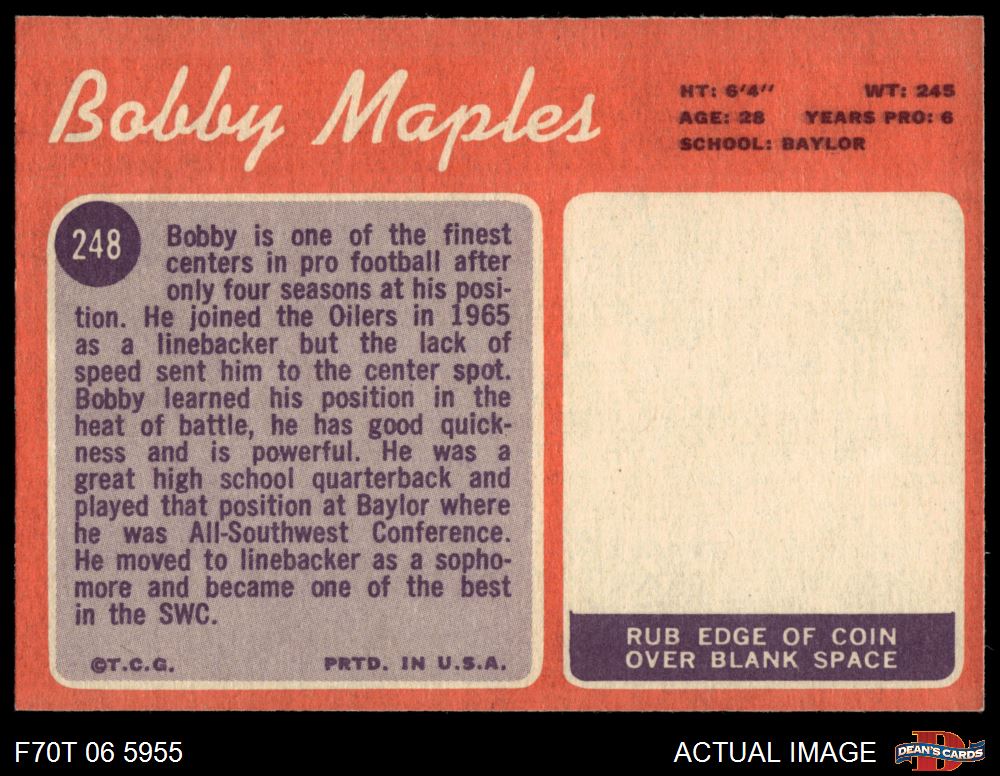 Bobby Maples
HT: 6'4" WT: 245
AGE: 28 YEARS PRO: 6
SCHOOL: BAYLOR
248
Bobby is one of the finest
centers in pro football after
only four seasons at his posi-
tion. He joined the Oilers in 1965
as a linebacker but the lack of
speed sent him to the center spot.
Bobby learned his position in the
heat of battle, he has good quick-
ness and is powerful. He was a
great high school quarterback and
played that position at Baylor where
he was All-Southwest Conference.
He moved to linebacker as a sopho-
more and became one of the best
in the SWC.
©T.C.G. PRTD. IN U.S.A.
RUB EDGE OF COIN
OVER BLANK SPACE
F70T 06 5955
ACTUAL IMAGE
D
DEAN'S CARDS